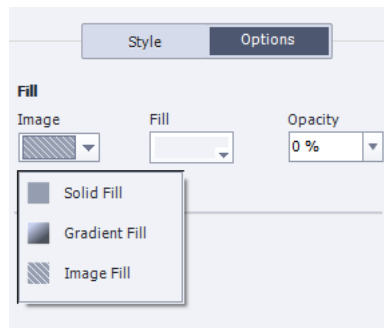 Style Options
Fill
Image Fill Opacity
0 %
Solid Fill
Gradient Fill
Image Fill